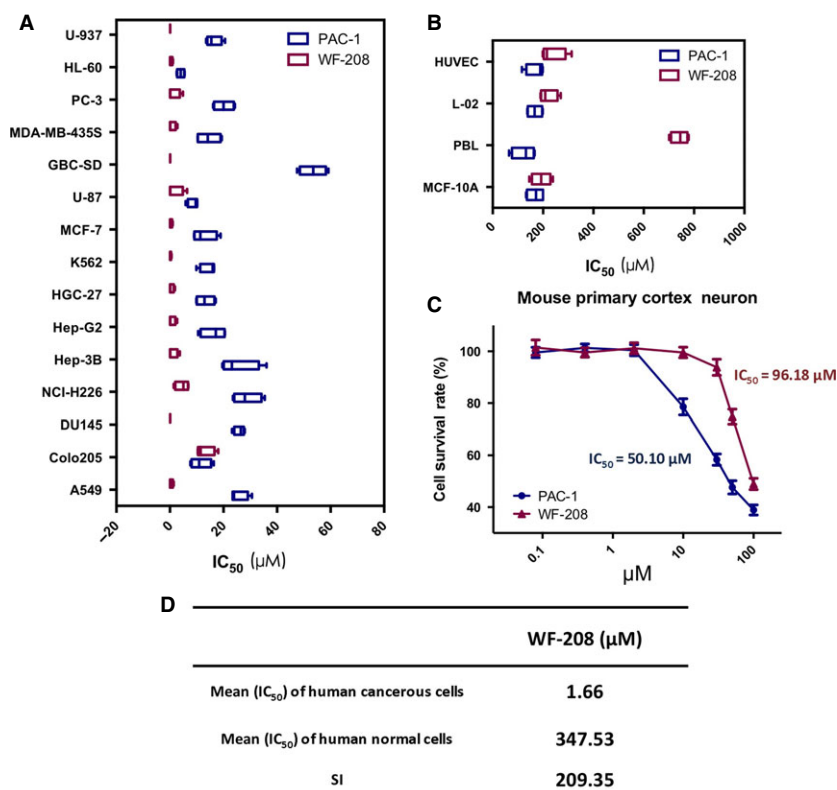 A
U-937
HL-60
PC-3
MDA-MB-435S
GBC-SD
U-87
MCF-7
K562
HGC-27
Hep-G2
Hep-3B
NCI-H226
DU145
Colo205
A549
PAC-1
WF-208
-20 0 20 40 60 80
IC50 (µM)
B
HUVEC
L-02
PBL
MCF-10A
PAC-1
WF-208
0 200 400 600 800 1000
IC50 (µM)
C
Mouse primary cortex neuron
Cell survival rate (%)
100
80
60
40
IC50 = 96.18 µM
IC50 = 50.10 µM
PAC-1
WF-208
0.1 1 10 100
µM
D
WF-208 (µM)
Mean (IC50) of human cancerous cells 1.66
Mean (IC50) of human normal cells 347.53
SI 209.35